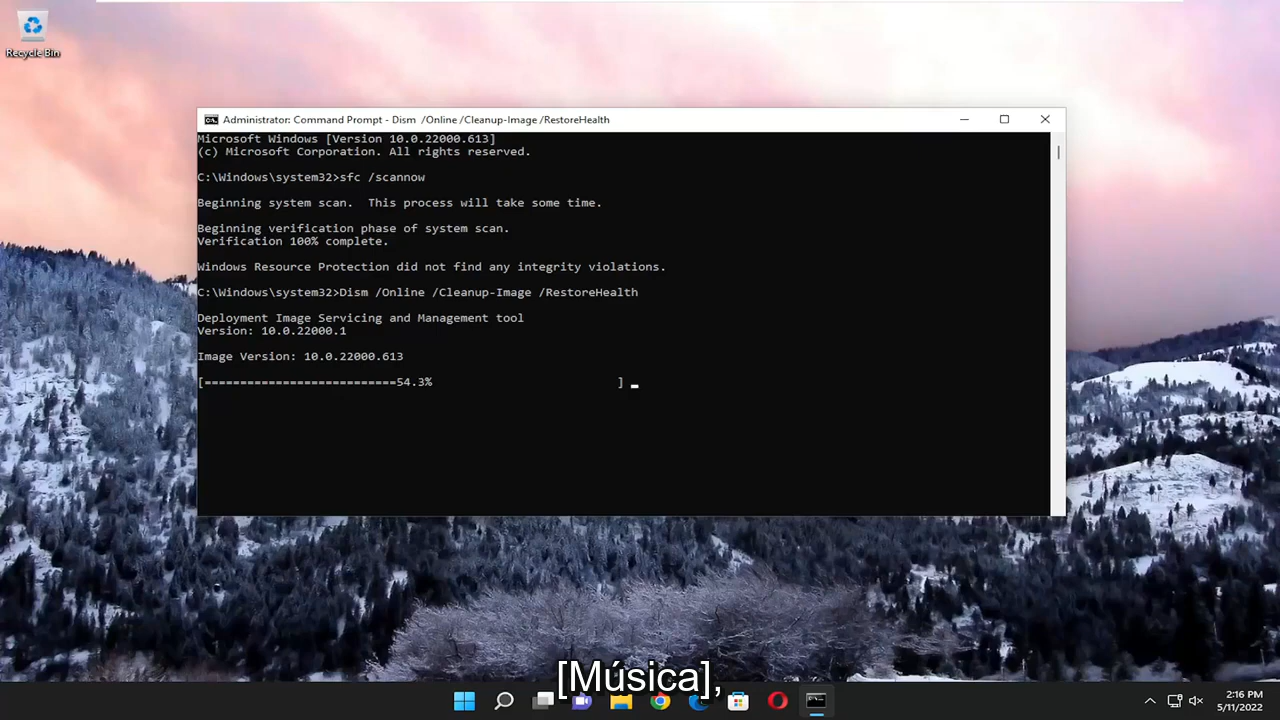 Recycle Bin
Administrator: Command Prompt - Dism /Online /Cleanup-Image /RestoreHealth
Microsoft Windows [Version 10.0.22000.613]
(c) Microsoft Corporation. All rights reserved.
C:\Windows\system32>sfc /scannow
Beginning system scan.  This process will take some time.
Beginning verification phase of system scan.
Verification 100% complete.
Windows Resource Protection did not find any integrity violations.
C:\Windows\system32>Dism /Online /Cleanup-Image /RestoreHealth
Deployment Image Servicing and Management tool
Version: 10.0.22000.1
Image Version: 10.0.22000.613
[===========================54.3%                          ]
[Música],
2:16 PM
5/11/2022